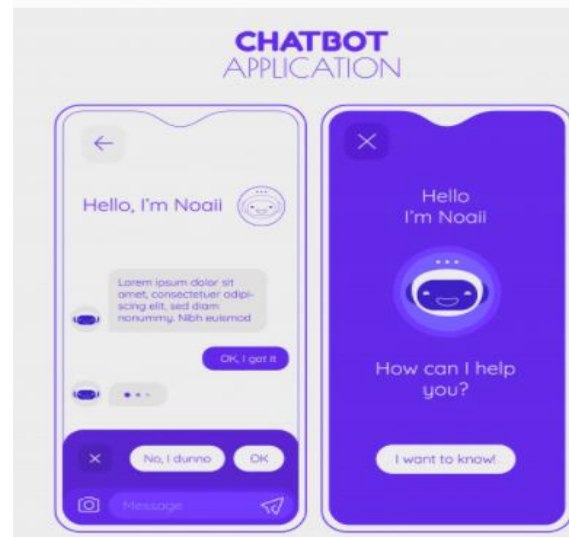 CHATBOT
APPLICATION
Hello, I'm Noaii
Lorem ipsum dolor sit
amet, consectetuer adipi-
scing elit, sed diam
nonummy. Nibh euismod
OK, I got it
No, I dunno
OK
Message
Hello
I'm Noaii
How can I help
you?
I want to know!